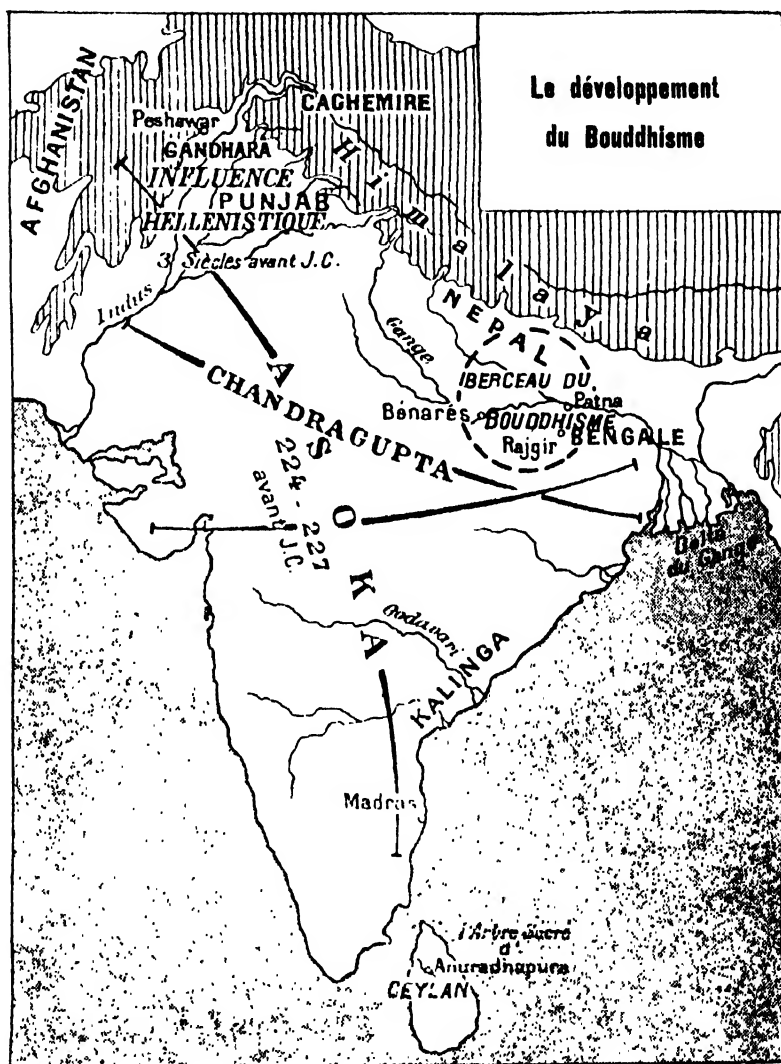 Le développement
du Bouddhisme
AFGHANISTAN
CACHEMIRE
Peshawar
GANDHARA
INFLUENCE
PUNJAB
HELLENISTIQUE
3 Siècles avant J.C.
Himalaya
Indus
NEPAL
Gange
BERCEAU DU
BOUDDHISME
Patna
Bénarés
Rajgir
BENGALE
CHANDRAGUPTA
ASOKA
224-227
avant J.C.
Delta
du Gange
Godavari
KALINGA
Madras
l'Arbre Sacré
d'
Anuradhapura
CEYLAN